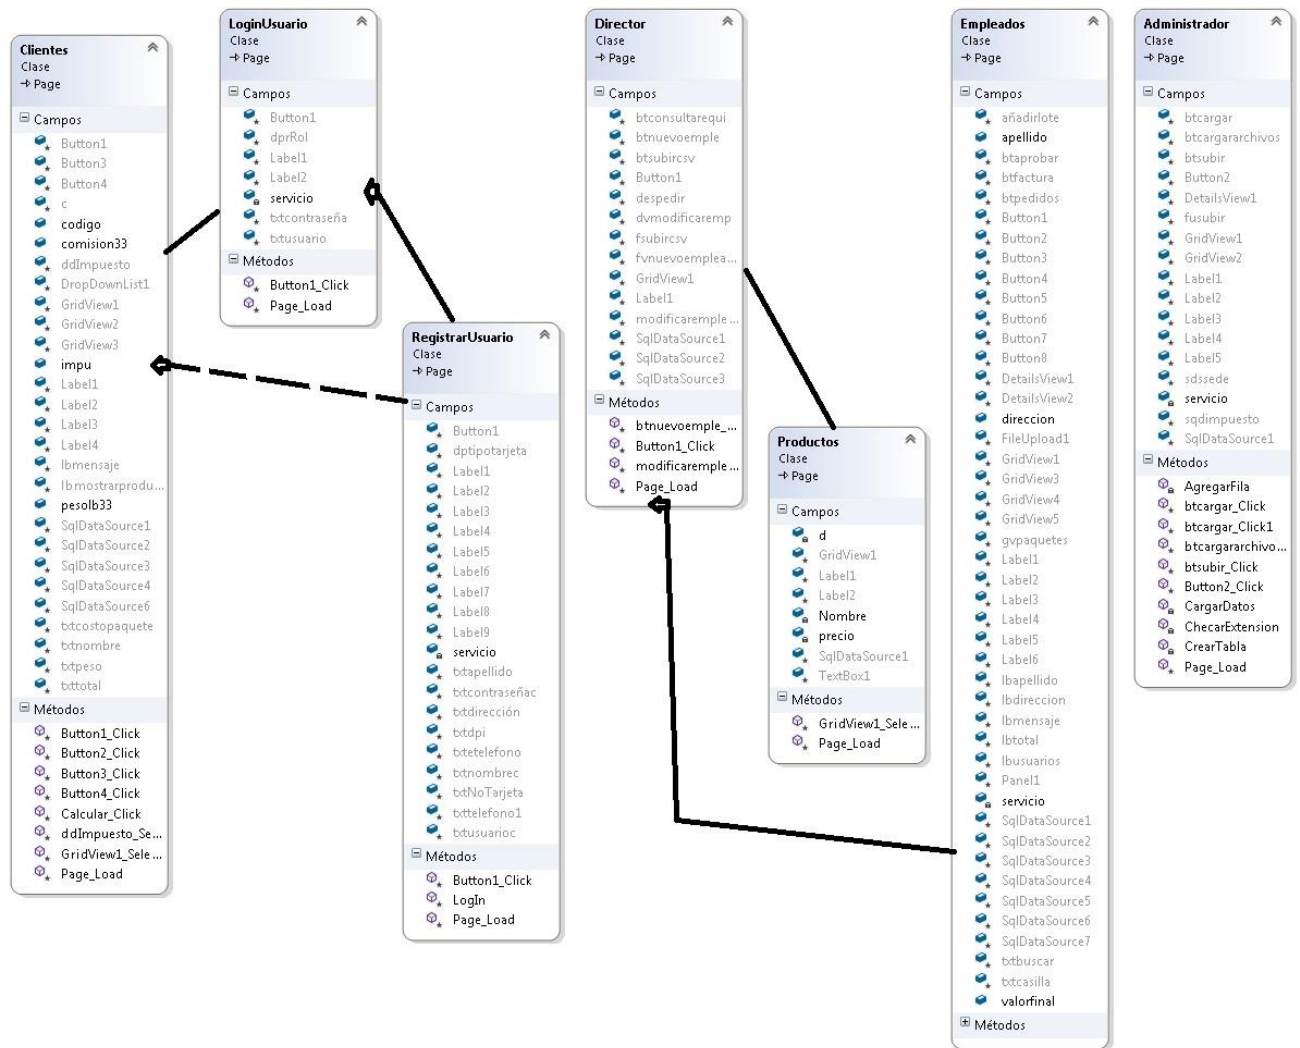 Clientes
Clase
Page
Campos
Button1
Button3
Button4
c
codigo
comision33
ddImpuesto
DropDownList1
GridView1
GridView2
GridView3
impu
Label1
Label2
Label3
Label4
lbmensaje
lbmostrarprodu...
pesolb33
SqlDataSource1
SqlDataSource2
SqlDataSource3
SqlDataSource4
SqlDataSource6
txtcostopaquete
txtnombre
txtpeso
txttotal
Métodos
Button1_Click
Button2_Click
Button3_Click
Button4_Click
Calcular_Click
ddImpuesto_Se...
GridView1_Sele...
Page_Load
LoginUsuario
Clase
Page
Campos
Button1
dprRol
Label1
Label2
servicio
txtcontraseña
txtusuario
Métodos
Button1_Click
Page_Load
RegistrarUsuario
Clase
Page
Campos
Button1
dptipotarjeta
Label1
Label2
Label3
Label4
Label5
Label6
Label7
Label8
Label9
servicio
txtapellido
txtcontraseñac
txtdirección
txtdpi
txtetelefono
txtnombrec
txtNoTarjeta
txttelefono1
txtusuarioc
Métodos
Button1_Click
LogIn
Page_Load
Director
Clase
Page
Campos
btconsultarequi
btnuevoemple
btsubircsv
Button1
despedir
dvmodificaremp
fsubircsv
fvnuevoemplea...
GridView1
Label1
modificaremple...
SqlDataSource1
SqlDataSource2
SqlDataSource3
Métodos
btnuevoemple_...
Button1_Click
modificaremple...
Page_Load
Productos
Clase
Page
Campos
d
GridView1
Label1
Label2
Nombre
precio
SqlDataSource1
TextBox1
Métodos
GridView1_Sele...
Page_Load
Empleados
Clase
Page
Campos
añadirlote
apellido
btaprobar
btfactura
btpedidos
Button1
Button2
Button3
Button4
Button5
Button6
Button7
Button8
DetailsView1
DetailsView2
direccion
FileUpload1
GridView1
GridView3
GridView4
GridView5
gvpaquetes
Label1
Label2
Label3
Label4
Label5
Label6
lbapellido
lbdireccion
lbmensaje
lbtotal
lbusuarios
Panel1
servicio
SqlDataSource1
SqlDataSource2
SqlDataSource3
SqlDataSource4
SqlDataSource5
SqlDataSource6
SqlDataSource7
txtbuscar
txtcasilla
valorfinal
Métodos
Administrador
Clase
Page
Campos
btcargar
btcargararchivos
btsubir
Button2
DetailsView1
fusubir
GridView1
GridView2
Label1
Label2
Label3
Label4
Label5
sdssede
servicio
sqdimpuesto
SqlDataSource1
Métodos
AgregarFila
btcargar_Click
btcargar_Click1
btcargararchivo...
btsubir_Click
Button2_Click
CargarDatos
ChecarExtension
CrearTabla
Page_Load